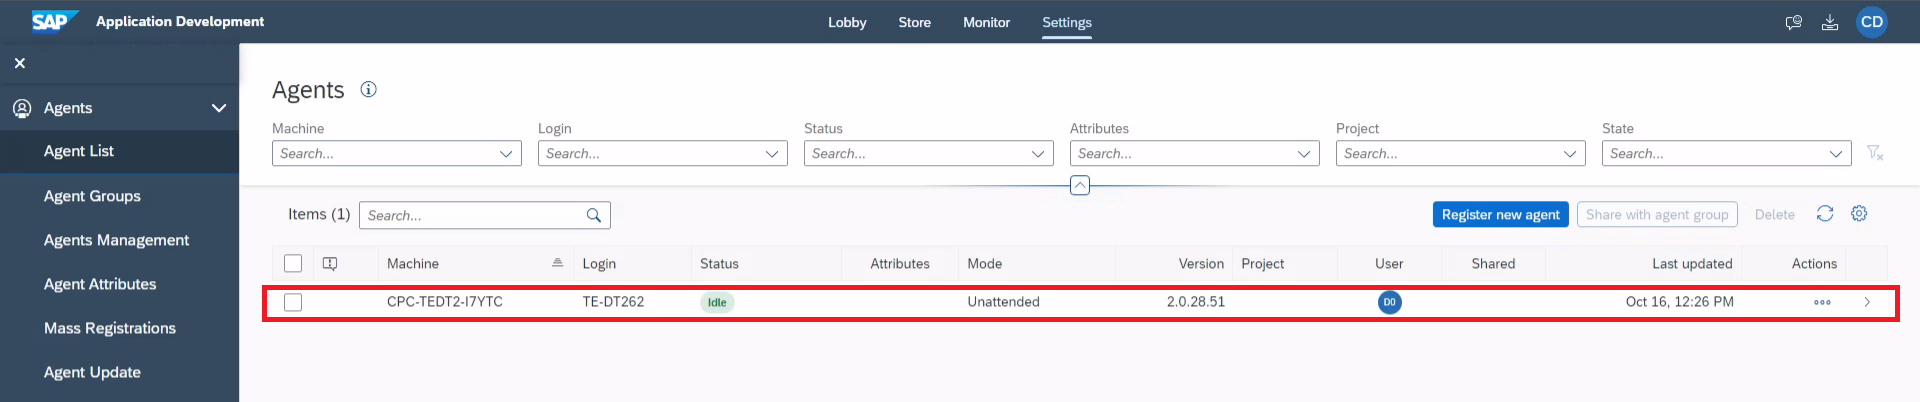 SAP Application Development Lobby Store Monitor Settings CD
Agents
Agent List
Agent Groups
Agents Management
Agent Attributes
Mass Registrations
Agent Update
Agents
Machine Login Status Attributes Project State
Search... Search... Search... Search... Search... Search...
Items (1) Search... Register new agent Share with agent group Delete
Machine Login Status Attributes Mode Version Project User Shared Last updated Actions
CPC-TEDT2-I7YTC TE-DT262 Idle Unattended 2.0.28.51 D0 Oct 16, 12:26 PM